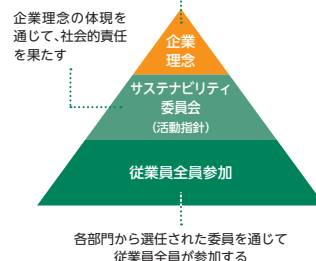 企業理念の体現を
通じて、社会的責任
を果たす
企業
理念
サステナビリティ
委員会
(活動指針)
従業員全員参加
各部門から選任された委員を通じて
従業員全員が参加する